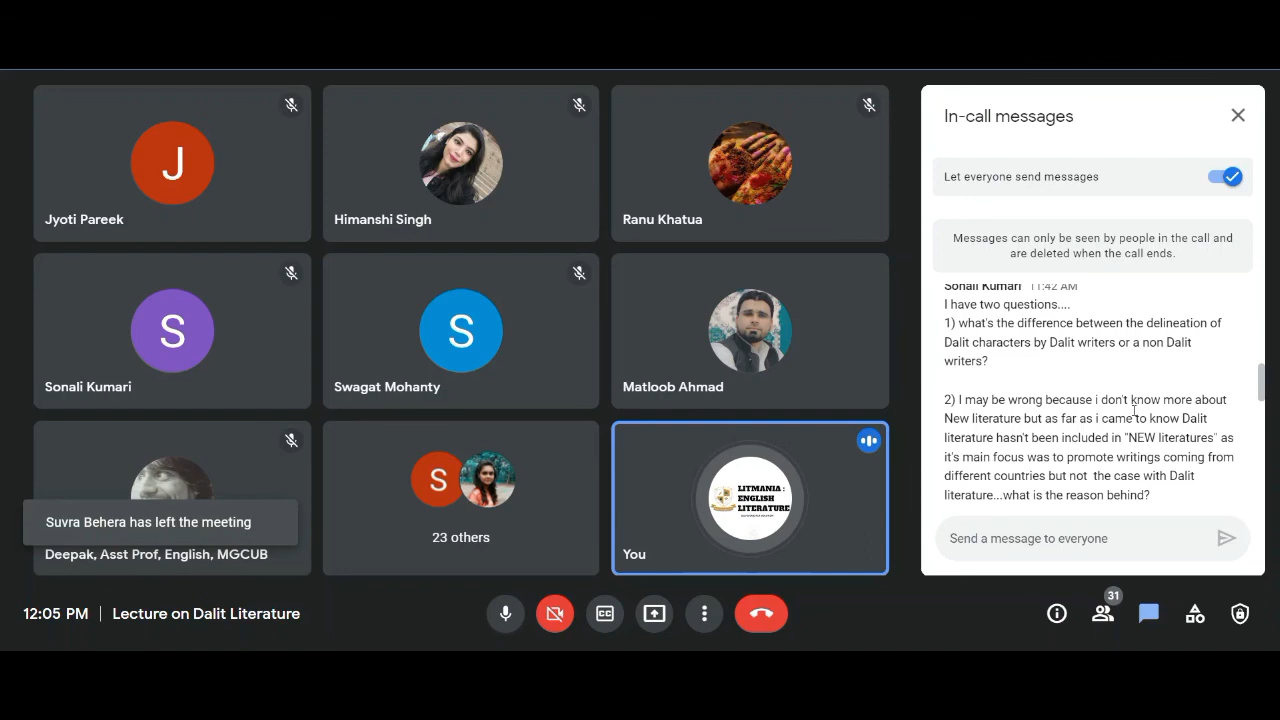 J
Jyoti Pareek
Himanshi Singh
Ranu Khatua
S
Sonali Kumari
S
Swagat Mohanty
Matloob Ahmad
Suvra Behera has left the meeting
Deepak, Asst Prof, English, MGCUB
S
23 others
LITMANIA :
ENGLISH
LITERATURE
You
In-call messages
Let everyone send messages
Messages can only be seen by people in the call and
are deleted when the call ends.
Sonali Kumari 11:42 AM
I have two questions....
1) what's the difference between the delineation of
Dalit characters by Dalit writers or a non Dalit
writers?
2) I may be wrong because i don't know more about
New literature but as far as i came to know Dalit
literature hasn't been included in "NEW literatures" as
it's main focus was to promote writings coming from
different countries but not the case with Dalit
literature...what is the reason behind?
Send a message to everyone
12:05 PM | Lecture on Dalit Literature
CC
31